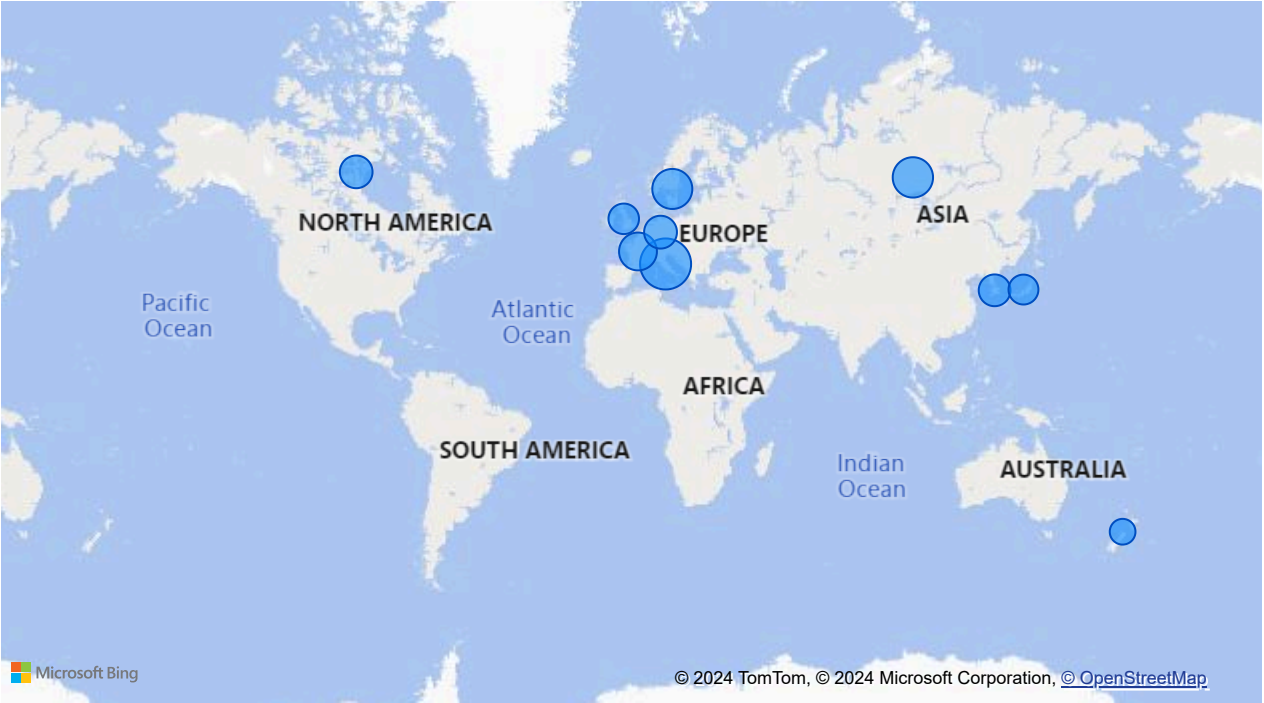 NORTH AMERICA
ASIA
EUROPE
Pacific
Ocean
Atlantic
Ocean
AFRICA
SOUTH AMERICA
Indian
Ocean
AUSTRALIA
Microsoft Bing
© 2024 TomTom, © 2024 Microsoft Corporation, © OpenStreetMap